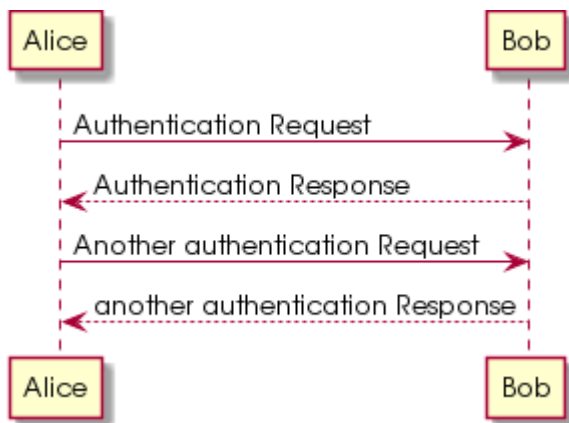 Alice
Bob
Authentication Request
Authentication Response
Another authentication Request
another authentication Response
Alice
Bob